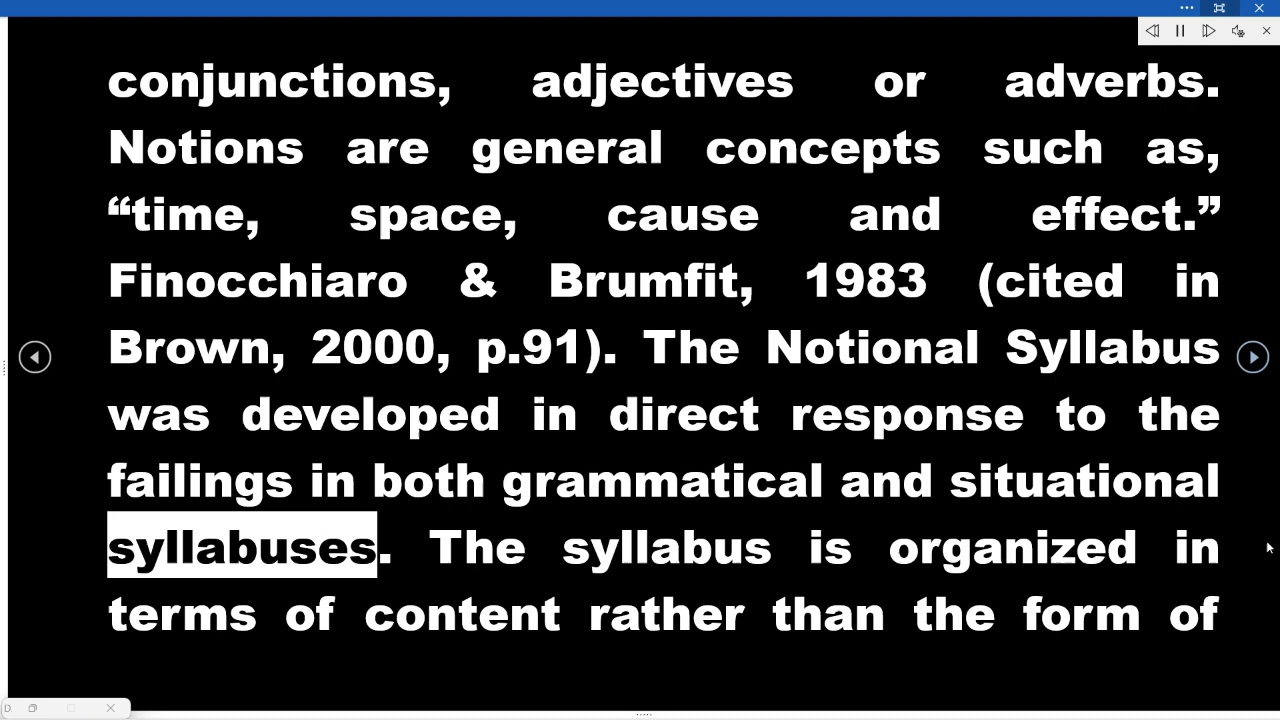 conjunctions, adjectives or adverbs.
Notions are general concepts such as,
“time, space, cause and effect.”
Finocchiaro & Brumfit, 1983 (cited in
Brown, 2000, p.91). The Notional Syllabus
was developed in direct response to the
failings in both grammatical and situational
syllabuses. The syllabus is organized in
terms of content rather than the form of
D